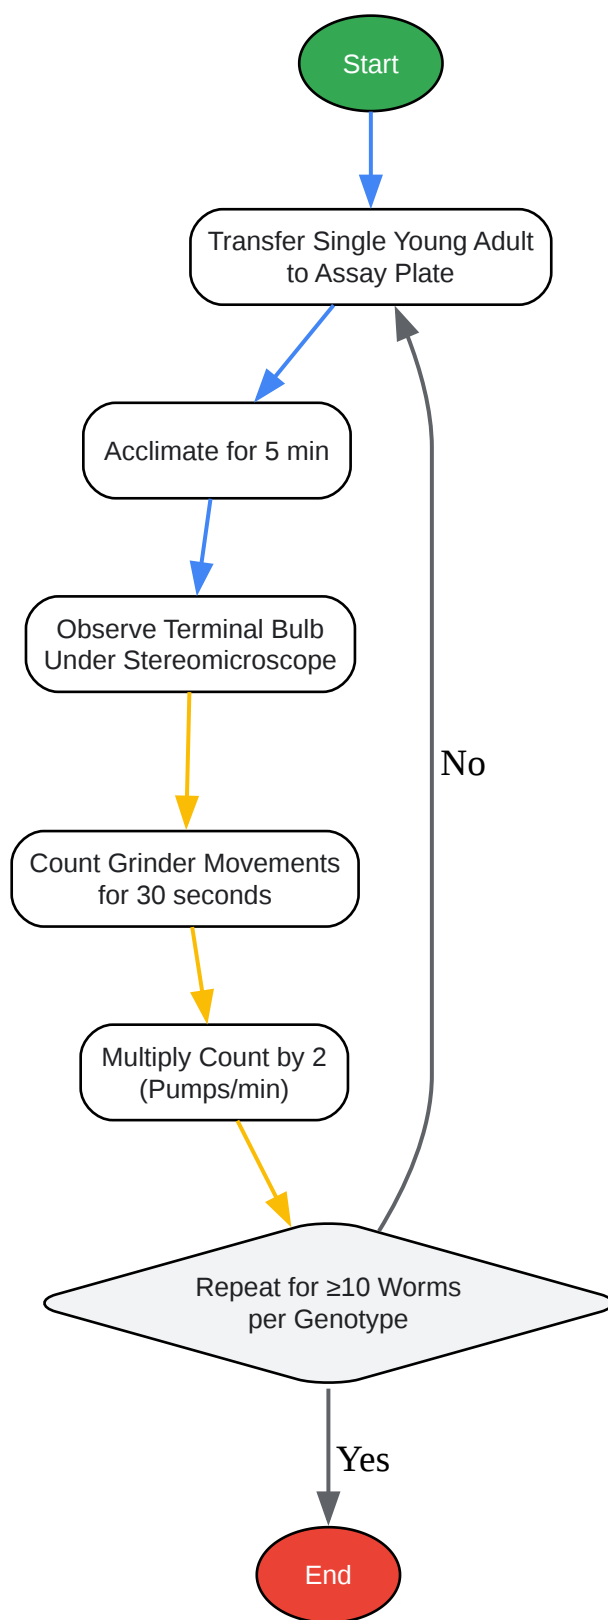 Start
Transfer Single Young Adult
to Assay Plate
Acclimate for 5 min
Observe Terminal Bulb
Under Stereomicroscope
No
Count Grinder Movements
for 30 seconds
Multiply Count by 2
(Pumps/min)
Repeat for ≥10 Worms
per Genotype
Yes
End